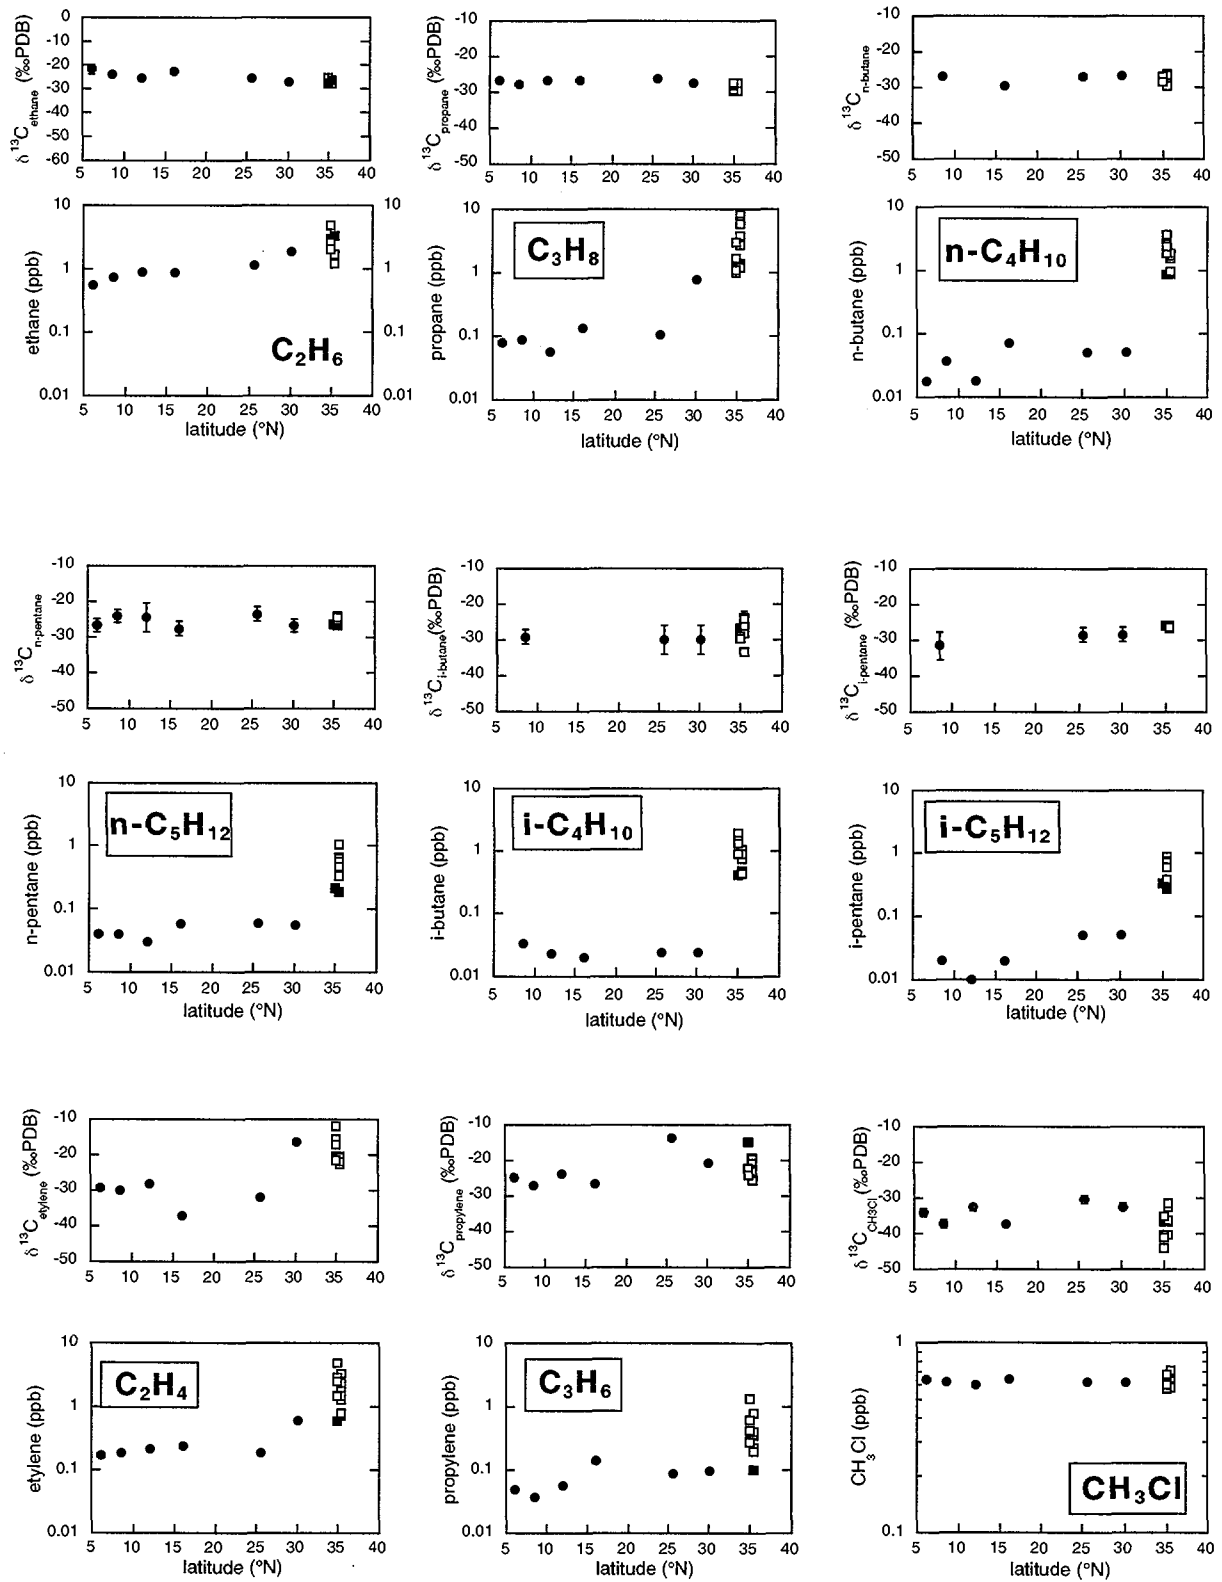 0
-10
-20
-30
-40
-50
-60
δ ¹³C ethane (‰PDB)
5 10 15 20 25 30 35 40
-10
-20
-30
-40
-50
δ ¹³C propane (‰PDB)
5 10 15 20 25 30 35 40
-10
-20
-30
-40
-50
δ ¹³C n-butane
5 10 15 20 25 30 35 40
10
1
0.1
0.01
ethane (ppb)
C₂H₆
10
1
0.1
0.01
5 10 15 20 25 30 35 40
latitude (°N)
10
1
0.1
0.01
propane (ppb)
C₃H₈
5 10 15 20 25 30 35 40
latitude (°N)
10
1
0.1
0.01
n-butane (ppb)
n-C₄H₁₀
5 10 15 20 25 30 35 40
latitude (°N)
-10
-20
-30
-40
-50
δ ¹³C n-pentane
5 10 15 20 25 30 35 40
-10
-20
-30
-40
-50
δ ¹³C i-butane (‰PDB)
5 10 15 20 25 30 35 40
-10
-20
-30
-40
-50
δ ¹³C i-pentane (‰PDB)
5 10 15 20 25 30 35 40
10
1
0.1
0.01
n-pentane (ppb)
n-C₅H₁₂
5 10 15 20 25 30 35 40
latitude (°N)
10
1
0.1
0.01
i-butane (ppb)
i-C₄H₁₀
5 10 15 20 25 30 35 40
latitude (°N)
10
1
0.1
0.01
i-pentane (ppb)
i-C₅H₁₂
5 10 15 20 25 30 35 40
latitude (°N)
-10
-20
-30
-40
-50
δ ¹³C etylene (‰PDB)
5 10 15 20 25 30 35 40
-10
-20
-30
-40
-50
δ ¹³C propylene (‰PDB)
5 10 15 20 25 30 35 40
-10
-20
-30
-40
-50
δ ¹³C CH3Cl (‰PDB)
5 10 15 20 25 30 35 40
10
1
0.1
0.01
etylene (ppb)
C₂H₄
5 10 15 20 25 30 35 40
latitude (°N)
10
1
0.1
0.01
propylene (ppb)
C₃H₆
5 10 15 20 25 30 35 40
latitude (°N)
1
0.1
CH₃Cl (ppb)
CH₃Cl
5 10 15 20 25 30 35 40
latitude (°N)